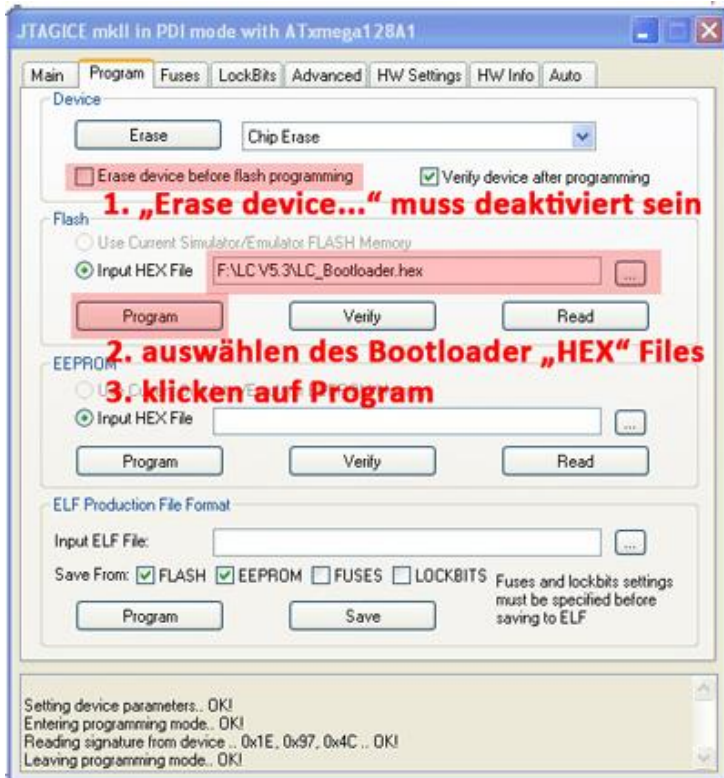 JTAGICE mkII in PDI mode with ATxmega128A1
Main Program Fuses LockBits Advanced HW Settings HW Info Auto
Device
Erase Chip Erase
Erase device before flash programming Verify device after programming
1. „Erase device...“ muss deaktiviert sein
Flash
Use Current Simulator/Emulator FLASH Memory
Input HEX File F:\LC V5.3\LC_Bootloader.hex ...
Program Verify Read
2. auswählen des Bootloader „HEX“ Files
EEPROM
3. klicken auf Program
Input HEX File ...
Program Verify Read
ELF Production File Format
Input ELF File: ...
Save From: FLASH EEPROM FUSES LOCKBITS Fuses and lockbits settings
must be specified before
saving to ELF
Program Save
Setting device parameters.. OK!
Entering programming mode.. OK!
Reading signature from device .. 0x1E, 0x97, 0x4C .. OK!
Leaving programming mode.. OK!